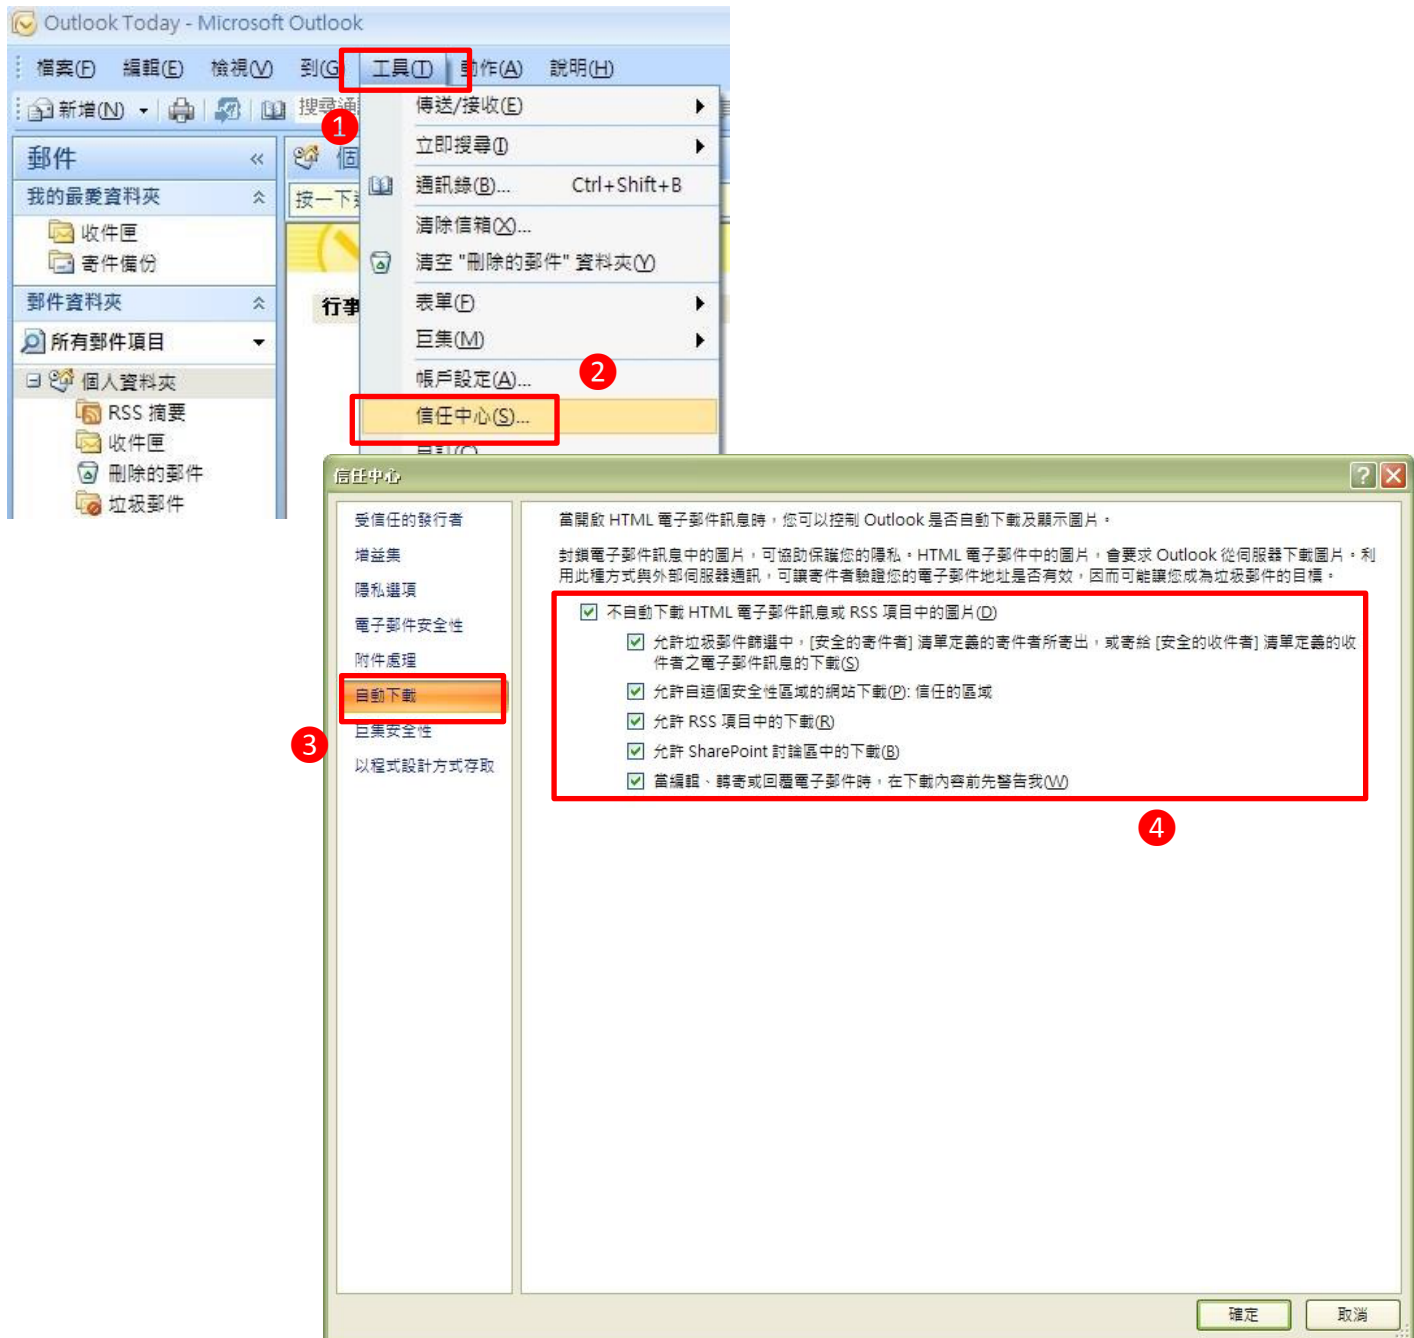 Outlook Today - Microsoft Outlook
檔案(F) 編輯(E) 檢視(V) 到(G) 工具(T) 動作(A) 說明(H)
新增(N) 搜尋通
1
郵件 «
個
我的最愛資料夾
按一下
收件匣
寄件備份
郵件資料夾
行事
所有郵件項目
個人資料夾
RSS 摘要
收件匣
刪除的郵件
垃圾郵件
傳送/接收(E)
立即搜尋(I)
通訊錄(B)... Ctrl+Shift+B
清除信箱(X)...
清空 "刪除的郵件" 資料夾(Y)
表單(F)
巨集(M)
帳戶設定(A)...
2
信任中心(S)...
自訂(C)
信任中心
受信任的發行者
增益集
隱私選項
電子郵件安全性
附件處理
自動下載
3
巨集安全性
以程式設計方式存取
當開啟 HTML 電子郵件訊息時，您可以控制 Outlook 是否自動下載及顯示圖片。
封鎖電子郵件訊息中的圖片，可協助保護您的隱私。HTML 電子郵件中的圖片，會要求 Outlook 從伺服器下載圖片。利
用此種方式與外部伺服器通訊，可讓寄件者驗證您的電子郵件地址是否有效，因而可能讓您成為垃圾郵件的目標。
不自動下載 HTML 電子郵件訊息或 RSS 項目中的圖片(D)
允許垃圾郵件篩選中，[安全的寄件者] 清單定義的寄件者所寄出，或寄給 [安全的收件者] 清單定義的收
件者之電子郵件訊息的下載(S)
允許自這個安全性區域的網站下載(P): 信任的區域
允許 RSS 項目中的下載(R)
允許 SharePoint 討論區中的下載(B)
當編輯、轉寄或回覆電子郵件時，在下載內容前先警告我(W)
4
確定 取消